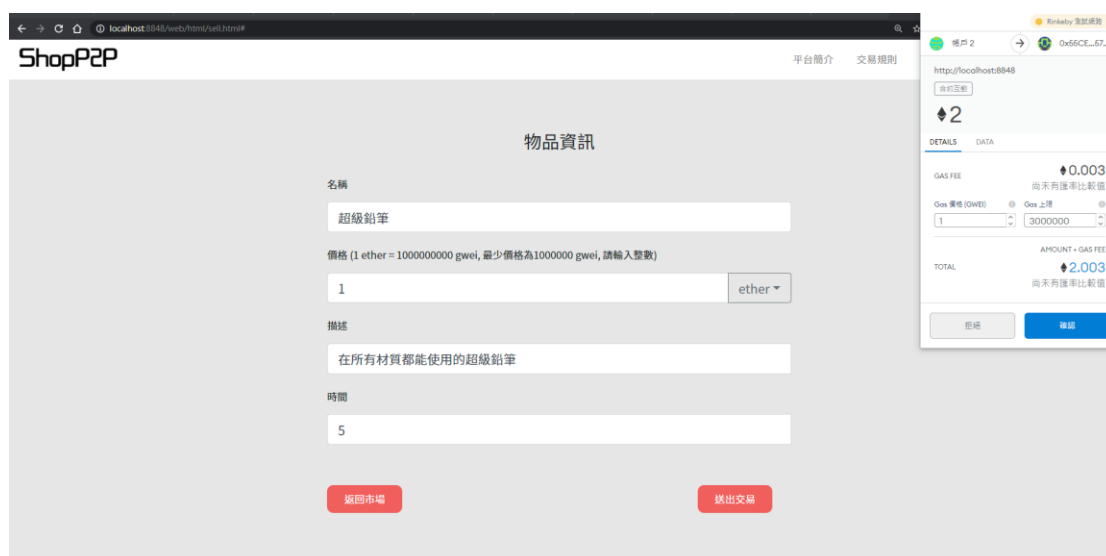 localhost:8848/web/html/sell.html#
ShopP2P
平台簡介 交易規則
物品資訊
名稱
超級鉛筆
價格 (1 ether = 1000000000 gwei, 最少價格為1000000 gwei, 請輸入整數)
1 ether
描述
在所有材質都能使用的超級鉛筆
時間
5
返回市場 送出交易
Rinkeby 測試網路
帳戶 2 0x66CE...67...
http://localhost:8848
合約互動
2
DETAILS DATA
GAS FEE 0.003
尚未有匯率比較值
Gas 價格 (GWEI) Gas 上限
1 3000000
AMOUNT + GAS FEE
TOTAL 2.003
尚未有匯率比較值
拒絕 確認